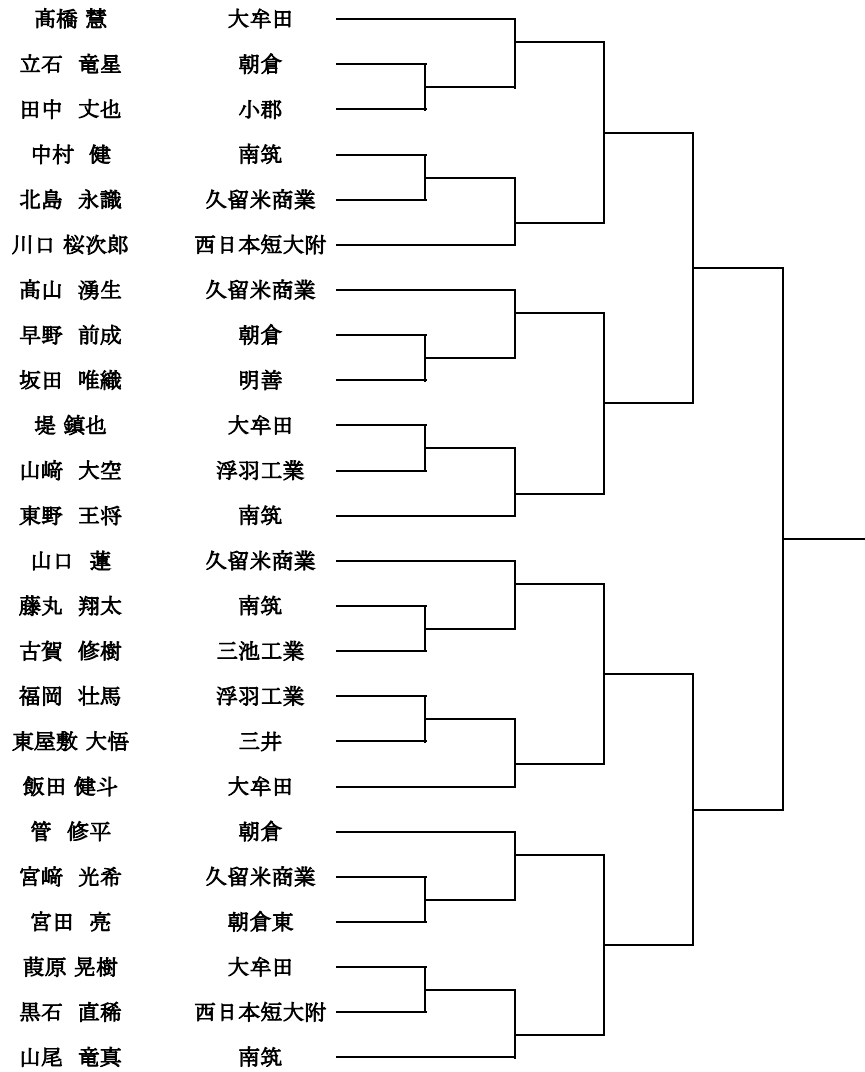 髙橋 慧 大牟田
立石 竜星 朝倉
田中 丈也 小郡
中村 健 南筑
北島 永識 久留米商業
川口 桜次郎 西日本短大附
髙山 湧生 久留米商業
早野 前成 朝倉
坂田 唯織 明善
堤 鎮也 大牟田
山﨑 大空 浮羽工業
東野 王将 南筑
山口 蓮 久留米商業
藤丸 翔太 南筑
古賀 修樹 三池工業
福岡 壮馬 浮羽工業
東屋敷 大悟 三井
飯田 健斗 大牟田
管 修平 朝倉
宮﨑 光希 久留米商業
宮田 亮 朝倉東
葭原 晃樹 大牟田
黒石 直稀 西日本短大附
山尾 竜真 南筑